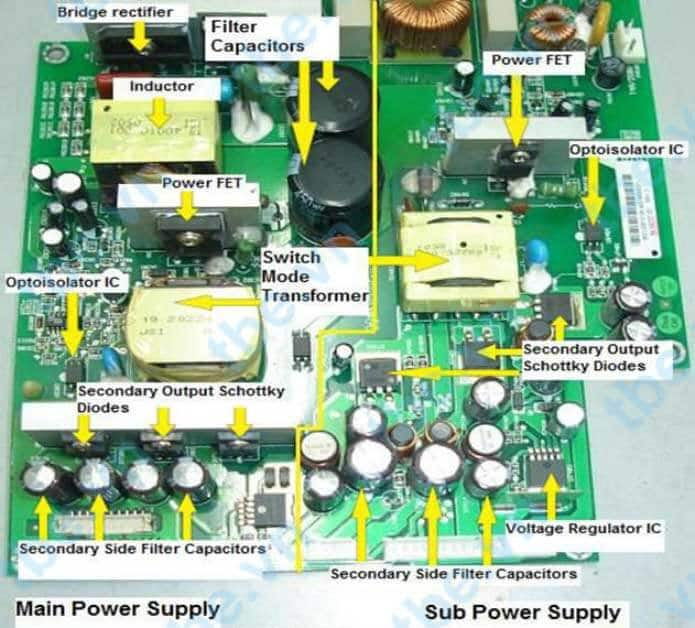 Bridge rectifier
Filter
Capacitors
Inductor
Power FET
Optoisolator IC
Power FET
Switch
Mode
Transformer
Optoisolator IC
Secondary Output
Schottky Diodes
Secondary Output Schottky
Diodes
Voltage Regulator IC
Secondary Side Filter Capacitors
Secondary Side Filter Capacitors
Main Power Supply
Sub Power Supply